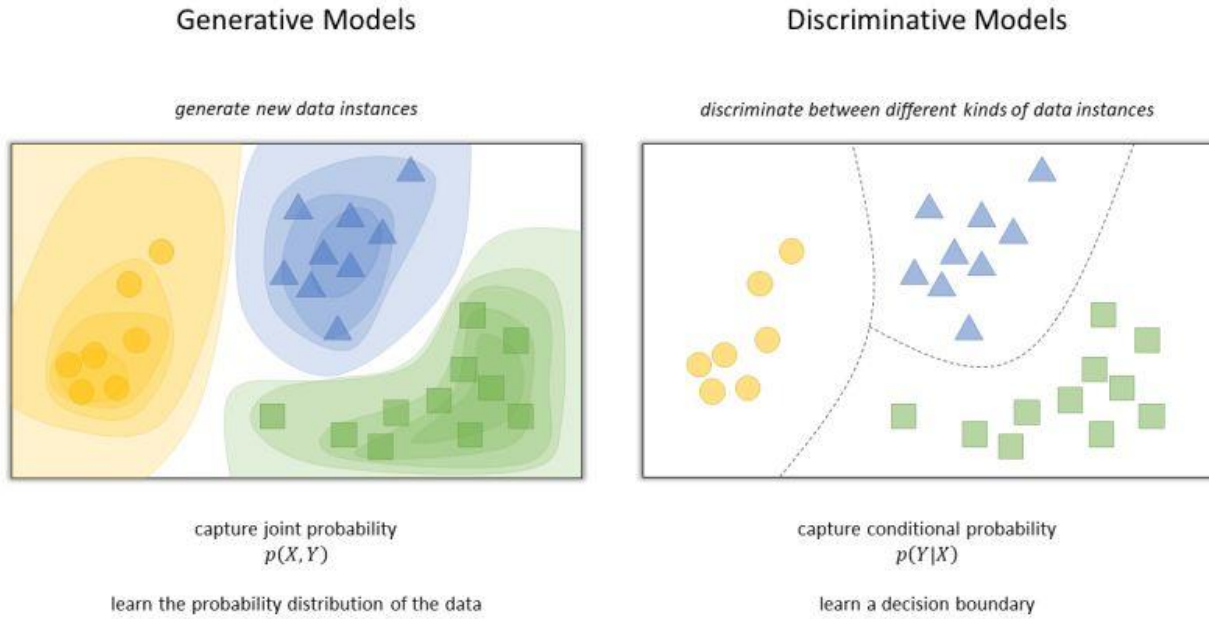 Generative Models
generate new data instances
capture joint probability
p(X,Y)
learn the probability distribution of the data
Discriminative Models
discriminate between different kinds of data instances
capture conditional probability
p(Y|X)
learn a decision boundary